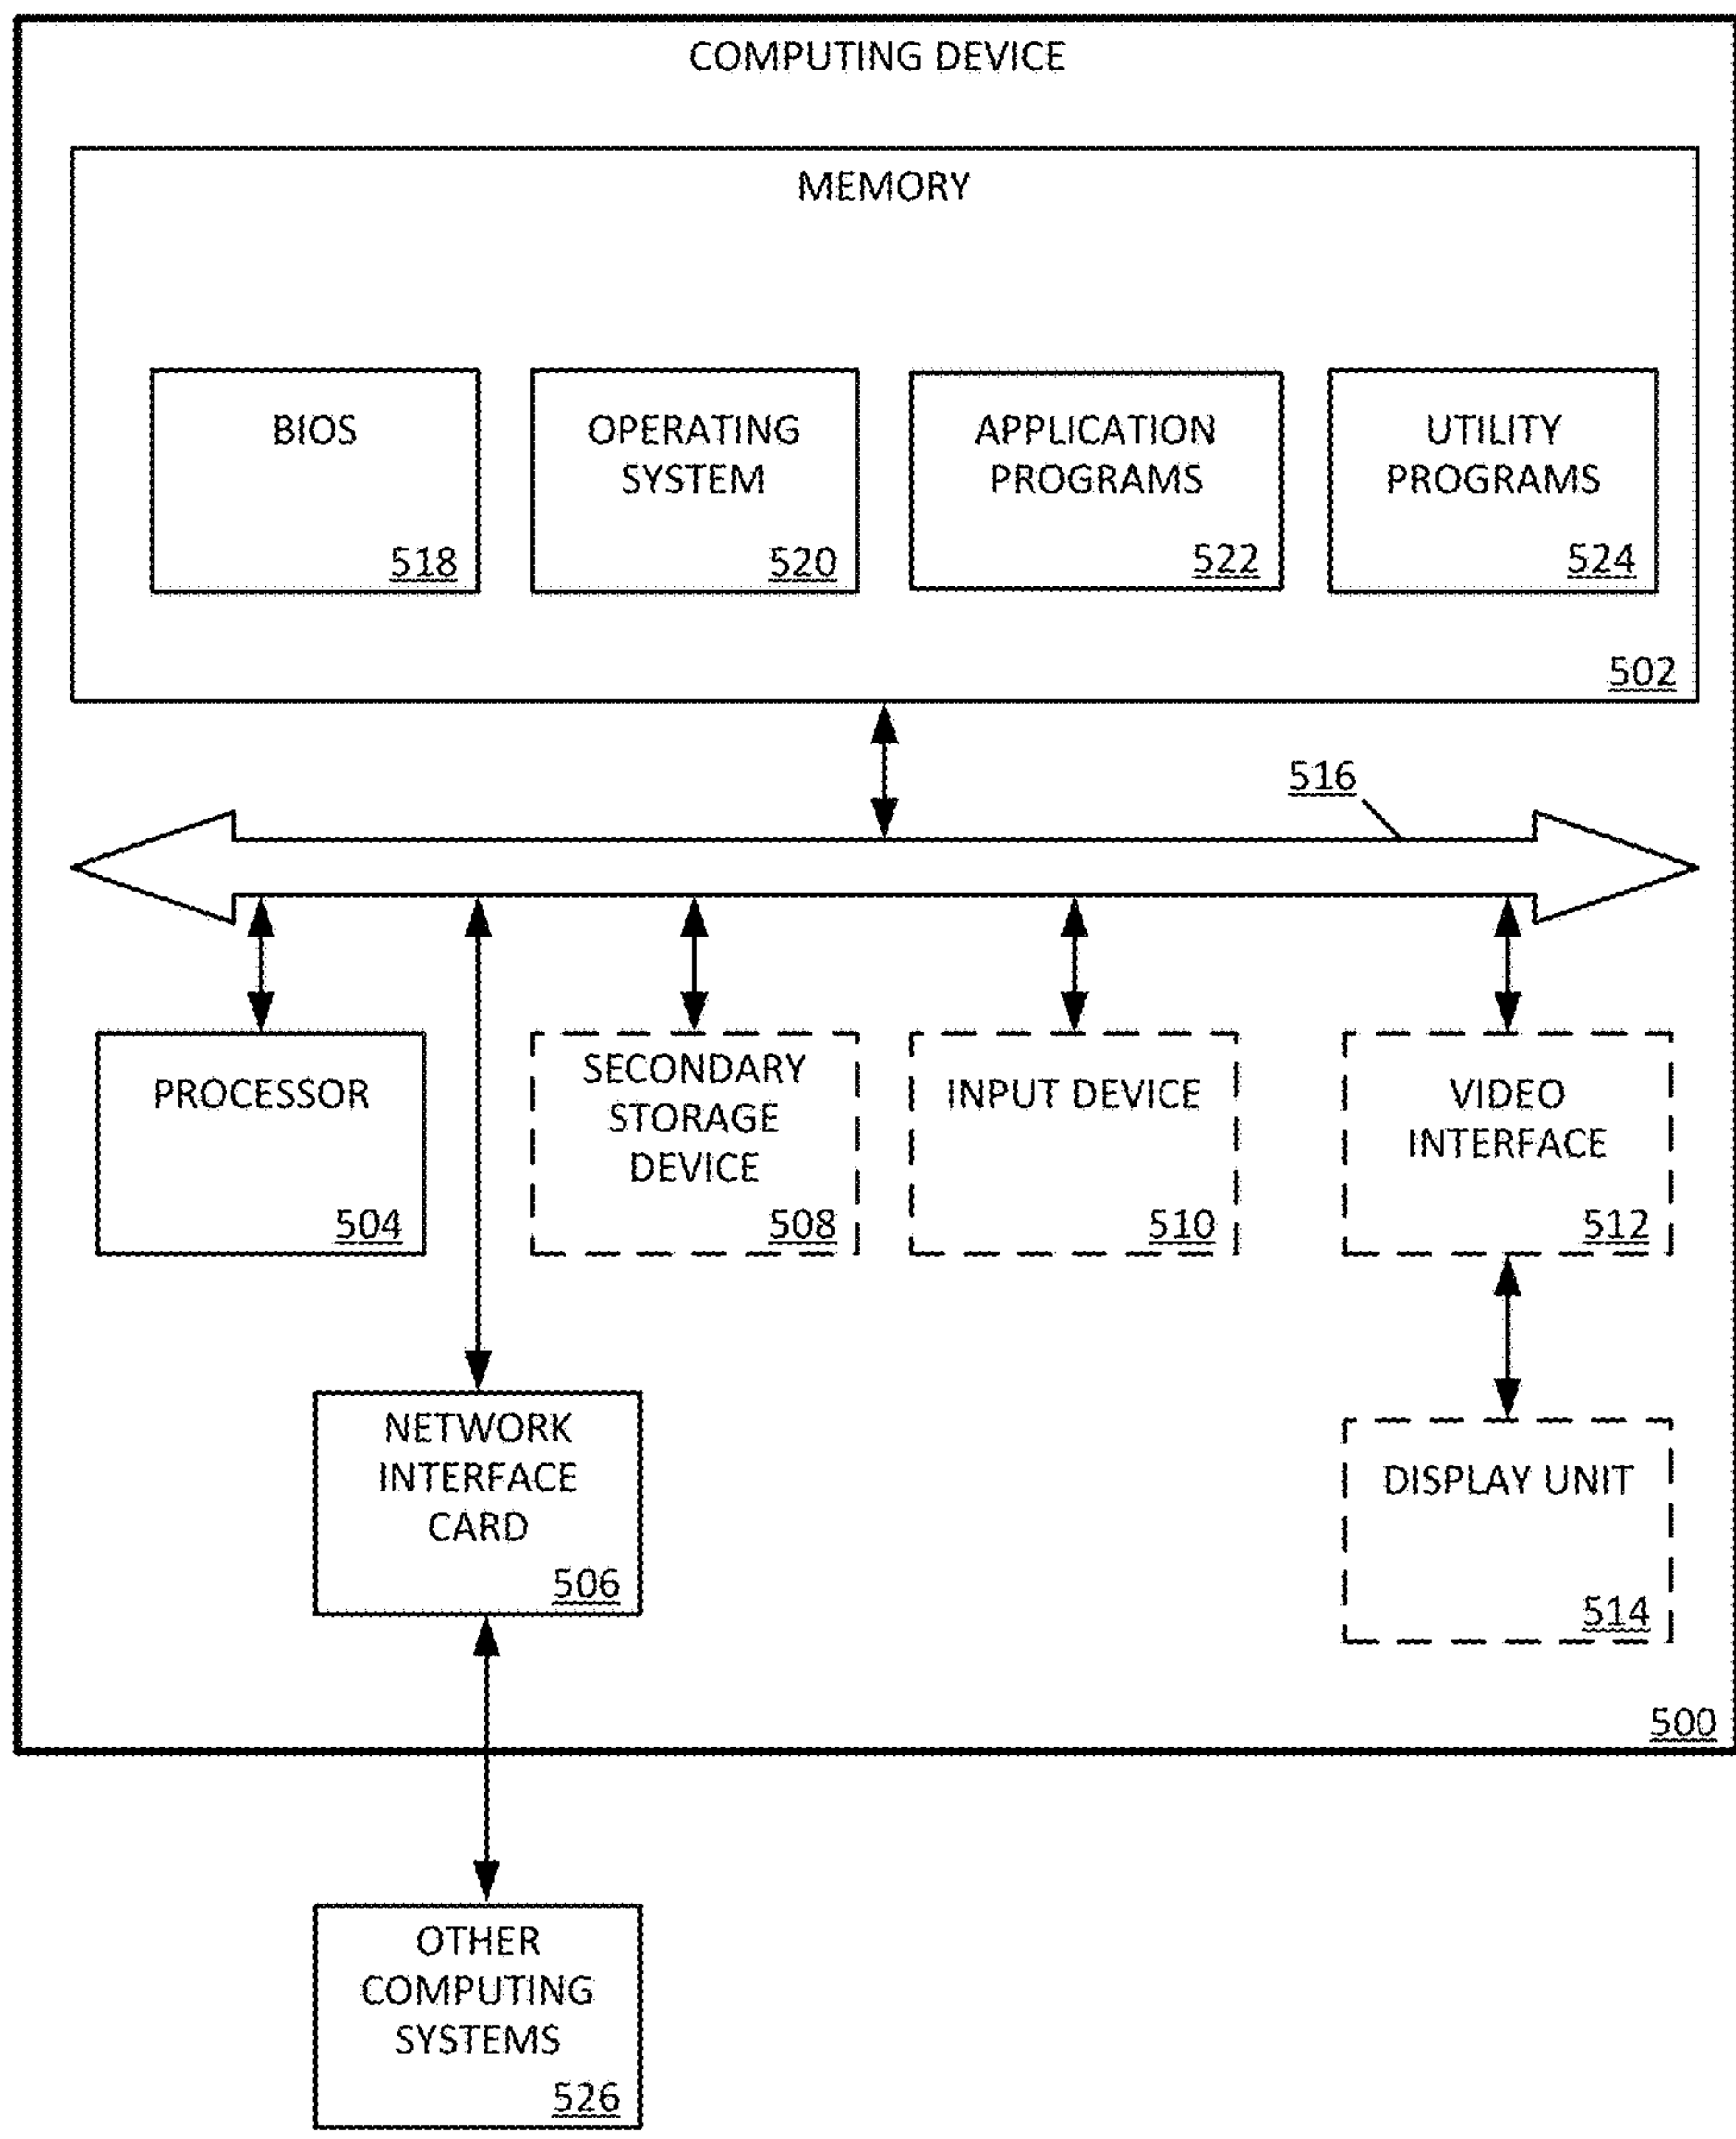 COMPUTING DEVICE
MEMORY
BIOS
518
OPERATING
SYSTEM
520
APPLICATION
PROGRAMS
522
UTILITY
PROGRAMS
524
502
516
PROCESSOR
504
SECONDARY
STORAGE
DEVICE
508
INPUT DEVICE
510
VIDEO
INTERFACE
512
NETWORK
INTERFACE
CARD
506
DISPLAY UNIT
514
500
OTHER
COMPUTING
SYSTEMS
526